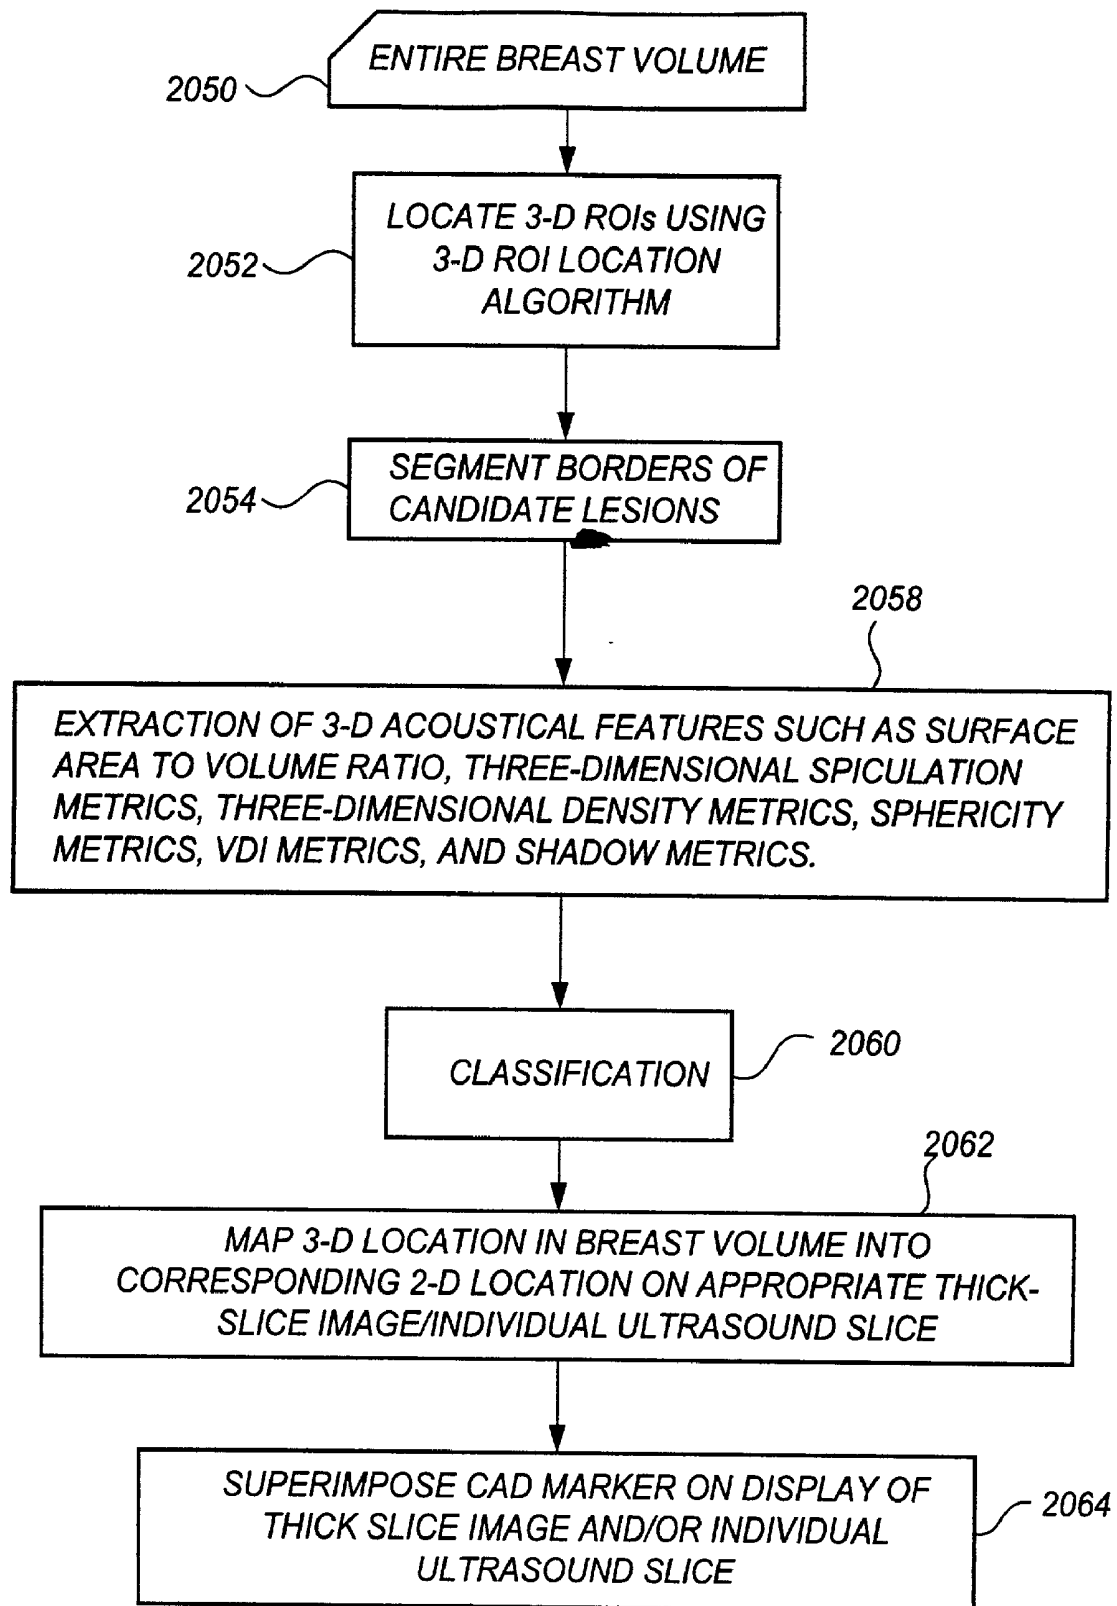 ENTIRE BREAST VOLUME
2050
LOCATE 3-D ROIs USING
3-D ROI LOCATION
ALGORITHM
2052
SEGMENT BORDERS OF
CANDIDATE LESIONS
2054
2058
EXTRACTION OF 3-D ACOUSTICAL FEATURES SUCH AS SURFACE
AREA TO VOLUME RATIO, THREE-DIMENSIONAL SPICULATION
METRICS, THREE-DIMENSIONAL DENSITY METRICS, SPHERICITY
METRICS, VDI METRICS, AND SHADOW METRICS.
CLASSIFICATION
2060
2062
MAP 3-D LOCATION IN BREAST VOLUME INTO
CORRESPONDING 2-D LOCATION ON APPROPRIATE THICK-
SLICE IMAGE/INDIVIDUAL ULTRASOUND SLICE
SUPERIMPOSE CAD MARKER ON DISPLAY OF
THICK SLICE IMAGE AND/OR INDIVIDUAL
ULTRASOUND SLICE
2064